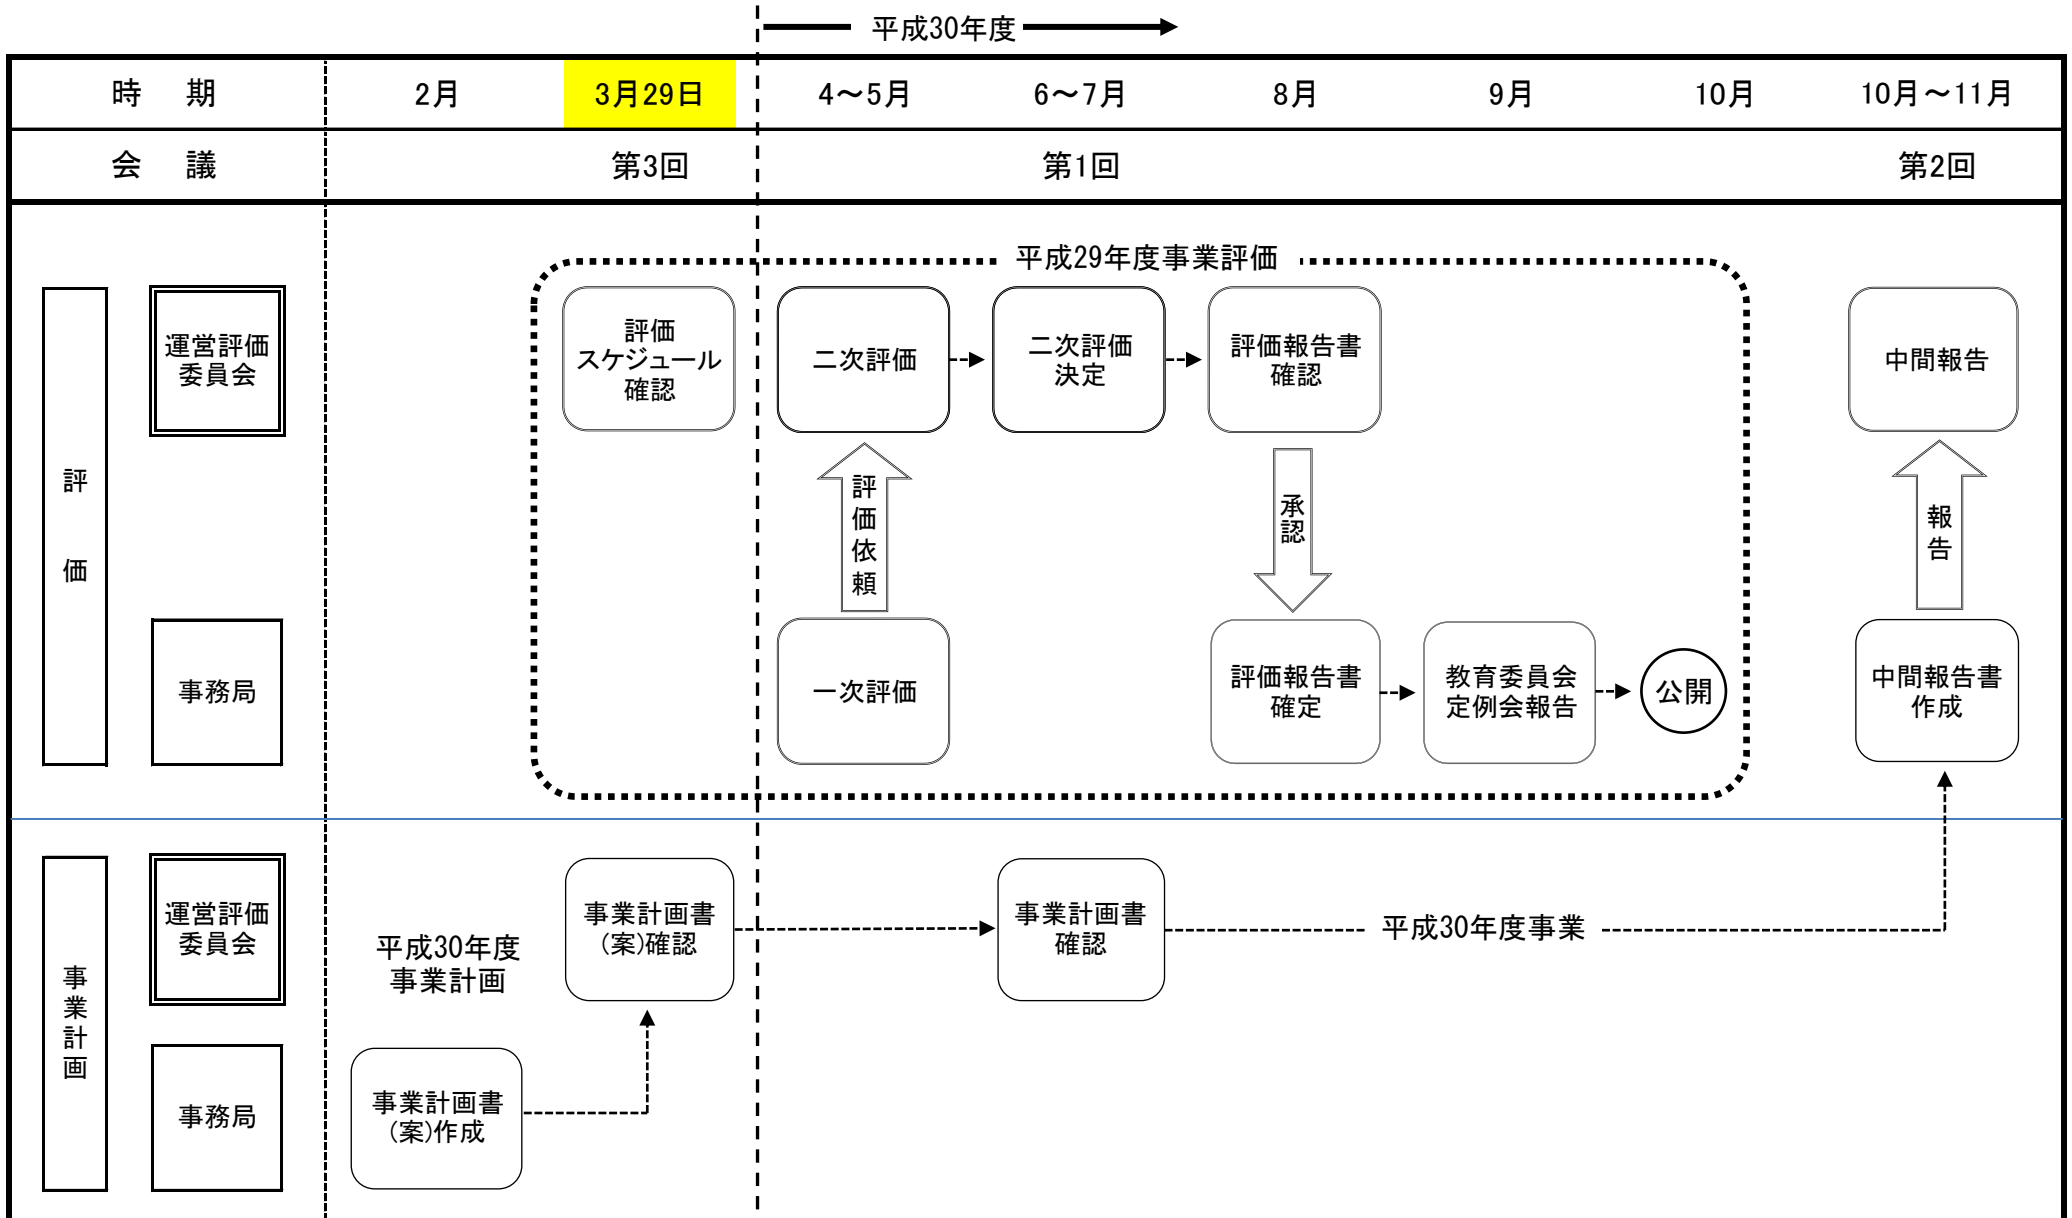 平成30年度
時 期 2月 3月29日 4～5月 6～7月 8月 9月 10月 10月～11月
会 議 第3回 第1回 第2回
平成29年度事業評価
評価
運営評価
委員会
評価
スケジュール
確認
二次評価
二次評価
決定
評価報告書
確認
中間報告
評価依頼
承認
報告
事務局
一次評価
評価報告書
確定
教育委員会
定例会報告
公開
中間報告書
作成
事業計画
運営評価
委員会
平成30年度
事業計画
事業計画書
(案)確認
事業計画書
確認
平成30年度事業
事務局
事業計画書
(案)作成